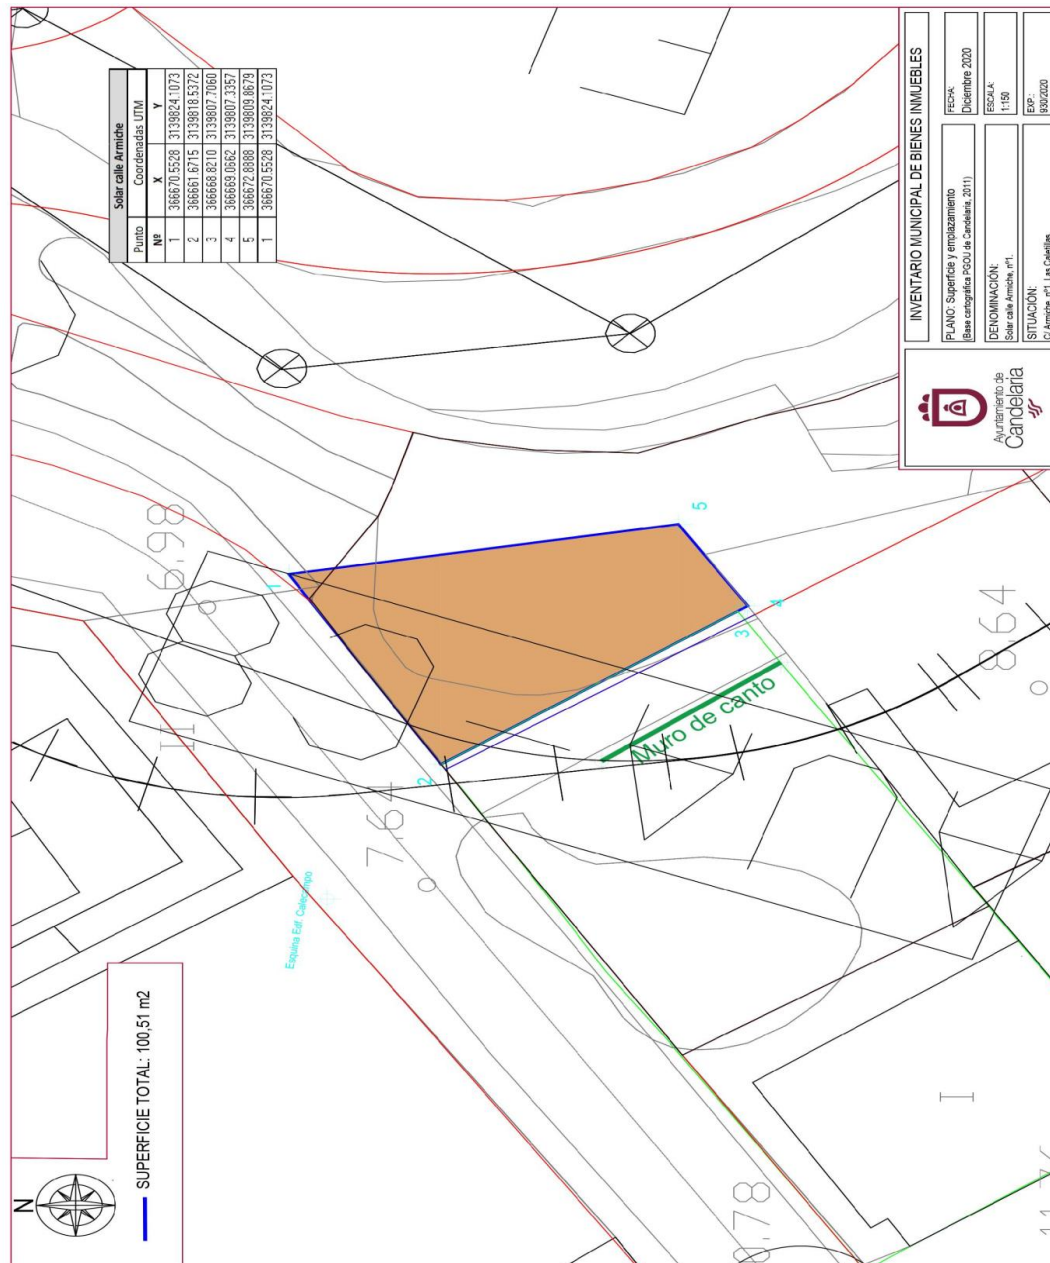 Solar calle Armiche
Punto Coordenadas UTM
Nº X Y
1 366670.5528 3139824.1073
2 366661.6715 3139818.5372
3 366668.8210 3139807.7060
4 366669.0662 3139807.3357
5 366672.8888 3139809.8679
1 366670.5528 3139824.1073
INVENTARIO MUNICIPAL DE BIENES INMUEBLES
PLANO: Superficie y emplazamiento
(Base cartográfica PGOU de Candelaria, 2011)
FECHA:
Diciembre 2020
DENOMINACIÓN:
Solar calle Armiche, nº1.
ESCALA:
1:150
SITUACIÓN:
C/ Armiche, nº1. Las Caletillas
EXP.:
930/2020
Ayuntamiento de
Candelaria
1
2
3
4
5
6,98
II
7,64
8,64
Muro de canto
Esquina Edf. Calecampo
I
N
SUPERFICIE TOTAL: 100,51 m2